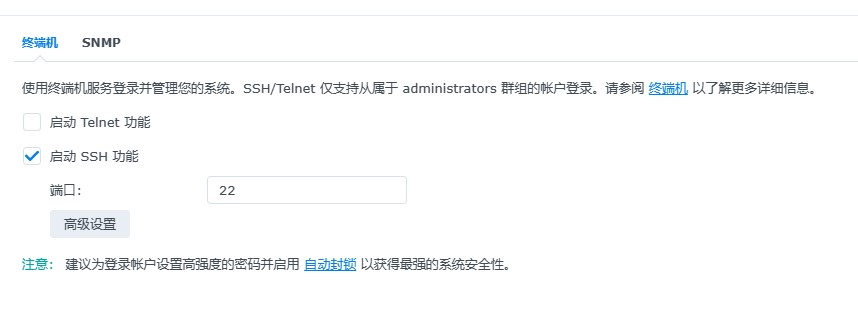 终端机 SNMP
使用终端机服务登录并管理您的系统。SSH/Telnet 仅支持从属于 administrators 群组的帐户登录。请参阅 终端机 以了解更多详细信息。
启动 Telnet 功能
启动 SSH 功能
端口： 22
高级设置
注意： 建议为登录帐户设置高强度的密码并启用 自动封锁 以获得最强的系统安全性。